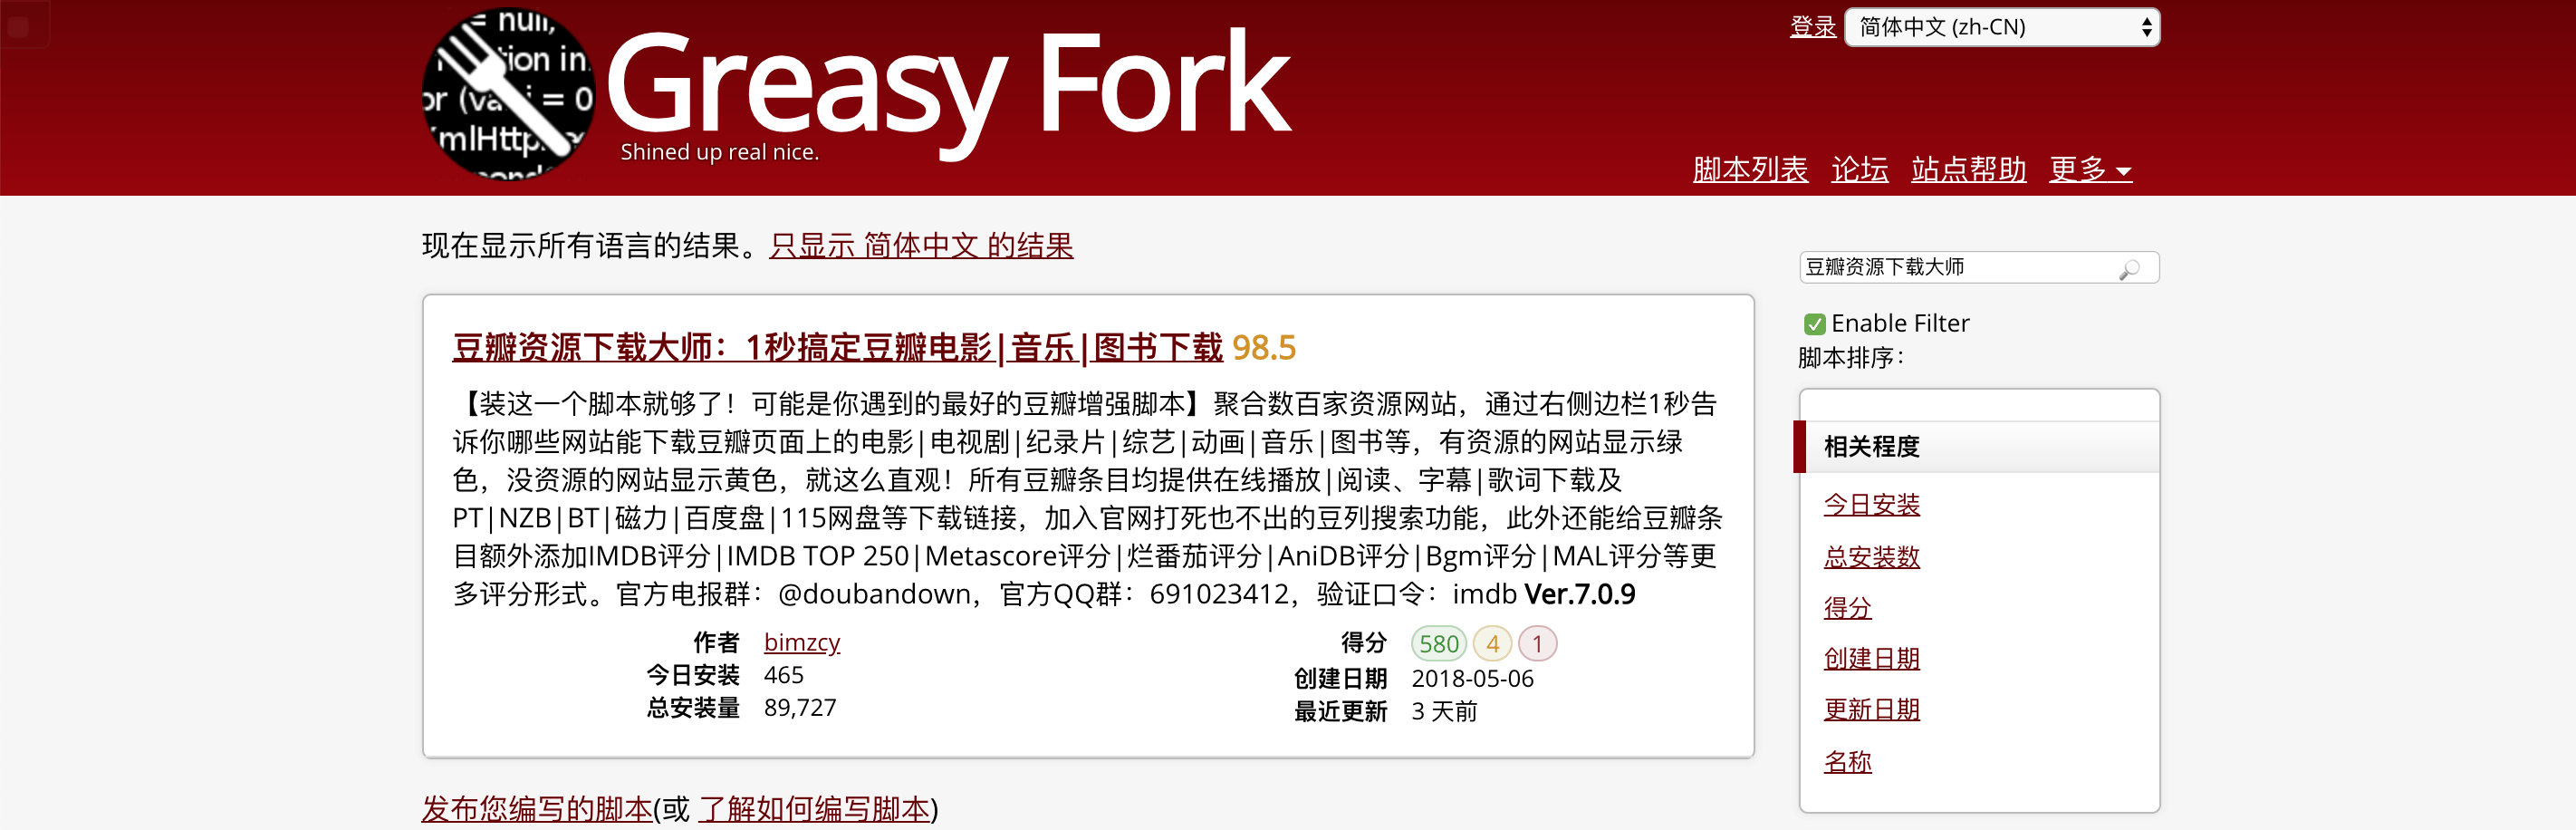 = null,
tion in
or (va i = 0
mlHttp
Greasy Fork
Shined up real nice.
登录 简体中文 (zh-CN)
脚本列表 论坛 站点帮助 更多
现在显示所有语言的结果。只显示 简体中文 的结果
豆瓣资源下载大师：1秒搞定豆瓣电影|音乐|图书下载 98.5
【装这一个脚本就够了！可能是你遇到的最好的豆瓣增强脚本】聚合数百家资源网站，通过右侧边栏1秒告
诉你哪些网站能下载豆瓣页面上的电影|电视剧|纪录片|综艺|动画|音乐|图书等，有资源的网站显示绿
色，没资源的网站显示黄色，就这么直观！所有豆瓣条目均提供在线播放|阅读、字幕|歌词下载及
PT|NZB|BT|磁力|百度盘|115网盘等下载链接，加入官网打死也不出的豆列搜索功能，此外还能给豆瓣条
目额外添加IMDB评分|IMDB TOP 250|Metascore评分|烂番茄评分|AniDB评分|Bgm评分|MAL评分等更
多评分形式。官方电报群：@doubandown，官方QQ群：691023412，验证口令：imdb Ver.7.0.9
作者 bimzcy
今日安装 465
总安装量 89,727
得分 580 4 1
创建日期 2018-05-06
最近更新 3 天前
发布您编写的脚本(或 了解如何编写脚本)
豆瓣资源下载大师
Enable Filter
脚本排序：
相关程度
今日安装
总安装数
得分
创建日期
更新日期
名称